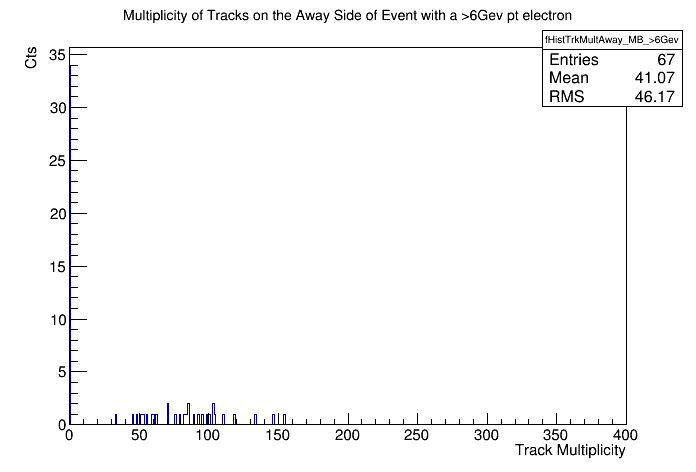 Multiplicity of Tracks on the Away Side of Event with a >6Gev pt electron
fHistTrkMultAway_MB_>6Gev
Entries 67
Mean 41.07
RMS 46.17
Cts
35
30
25
20
15
10
5
0
0 50 100 150 200 250 300 350 400
Track Multiplicity